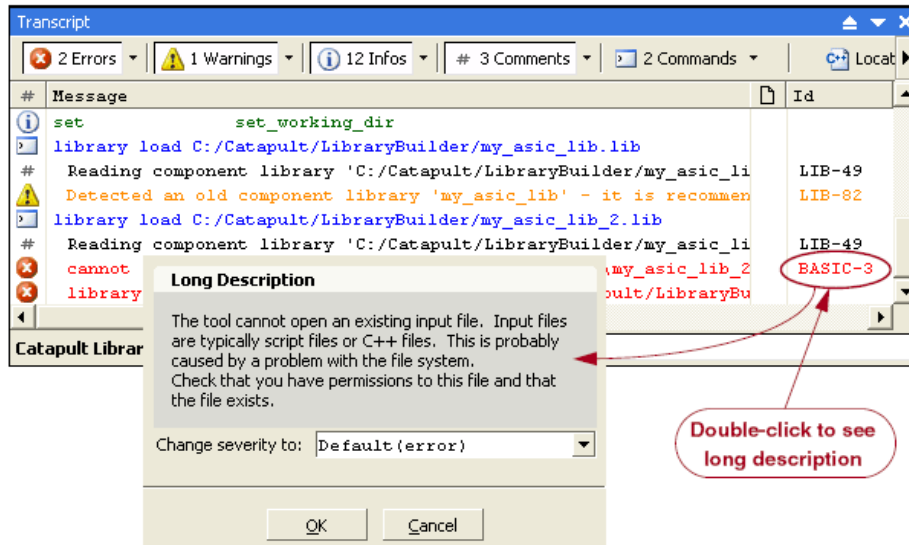 Transcript
2 Errors 1 Warnings 12 Infos # 3 Comments 2 Commands C++ Locat
# Message Id
set set_working_dir
library load C:/Catapult/LibraryBuilder/my_asic_lib.lib
# Reading component library 'C:/Catapult/LibraryBuilder/my_asic_li LIB-49
Detected an old component library 'my_asic_lib' - it is recommen LIB-82
library load C:/Catapult/LibraryBuilder/my_asic_lib_2.lib
# Reading component library 'C:/Catapult/LibraryBuilder/my_asic_li LIB-49
cannot \my_asic_lib_2 BASIC-3
library pult/LibraryBu
Catapult Librar
Long Description
The tool cannot open an existing input file. Input files
are typically script files or C++ files. This is probably
caused by a problem with the file system.
Check that you have permissions to this file and that
the file exists.
Change severity to: Default(error)
OK Cancel
Double-click to see
long description